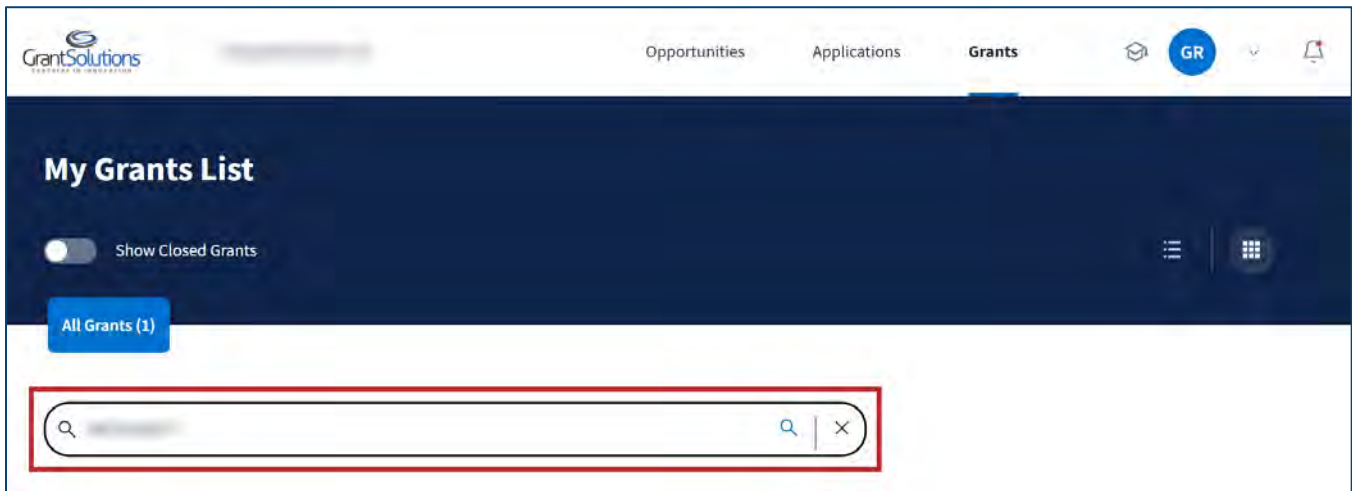 GrantSolutions
PARTNERS IN INNOVATION
Opportunities Applications Grants GR
My Grants List
Show Closed Grants
All Grants (1)